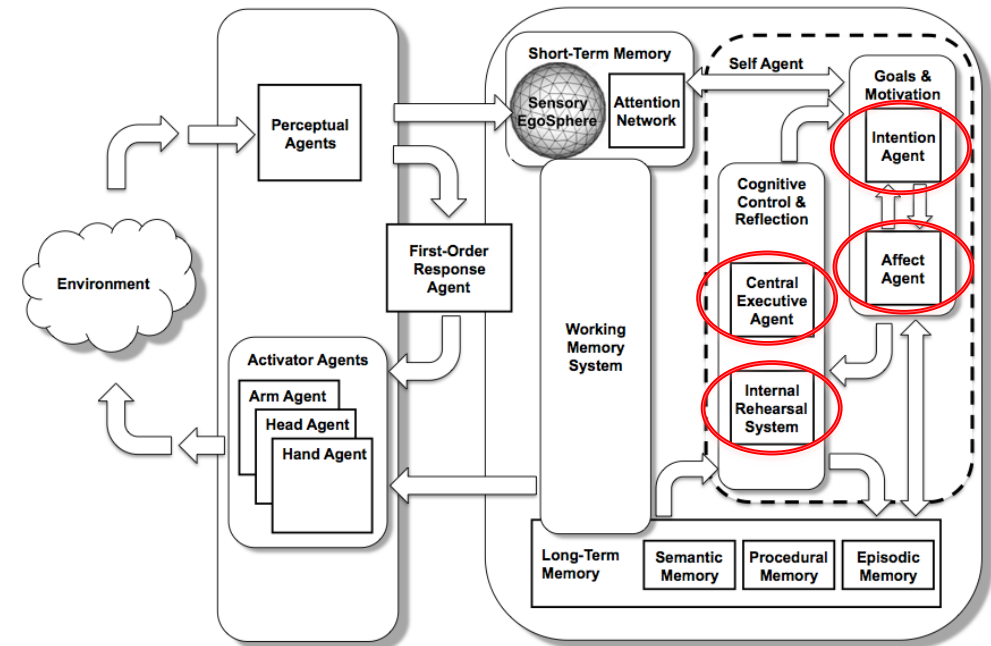 Short-Term Memory
Sensory
EgoSphere
Attention
Network
Self Agent
Goals &
Motivation
Intention
Agent
Affect
Agent
Cognitive
Control &
Reflection
Central
Executive
Agent
Internal
Rehearsal
System
Perceptual
Agents
First-Order
Response
Agent
Environment
Working
Memory
System
Activator Agents
Arm Agent
Head Agent
Hand Agent
Long-Term
Memory
Semantic
Memory
Procedural
Memory
Episodic
Memory